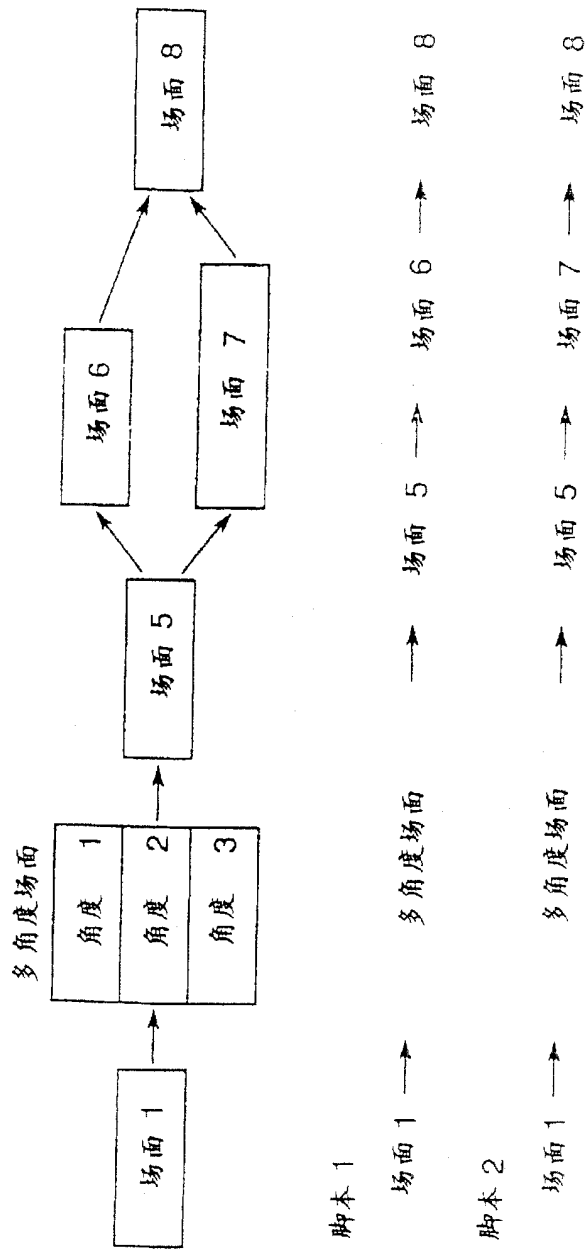 多角度场面
场面 1
角度 1
角度 2
角度 3
场面 5
场面 6
场面 7
场面 8
脚本 1
场面 1 → 多角度场面 → 场面 5 → 场面 6 → 场面 8
脚本 2
场面 1 → 多角度场面 → 场面 5 → 场面 7 → 场面 8